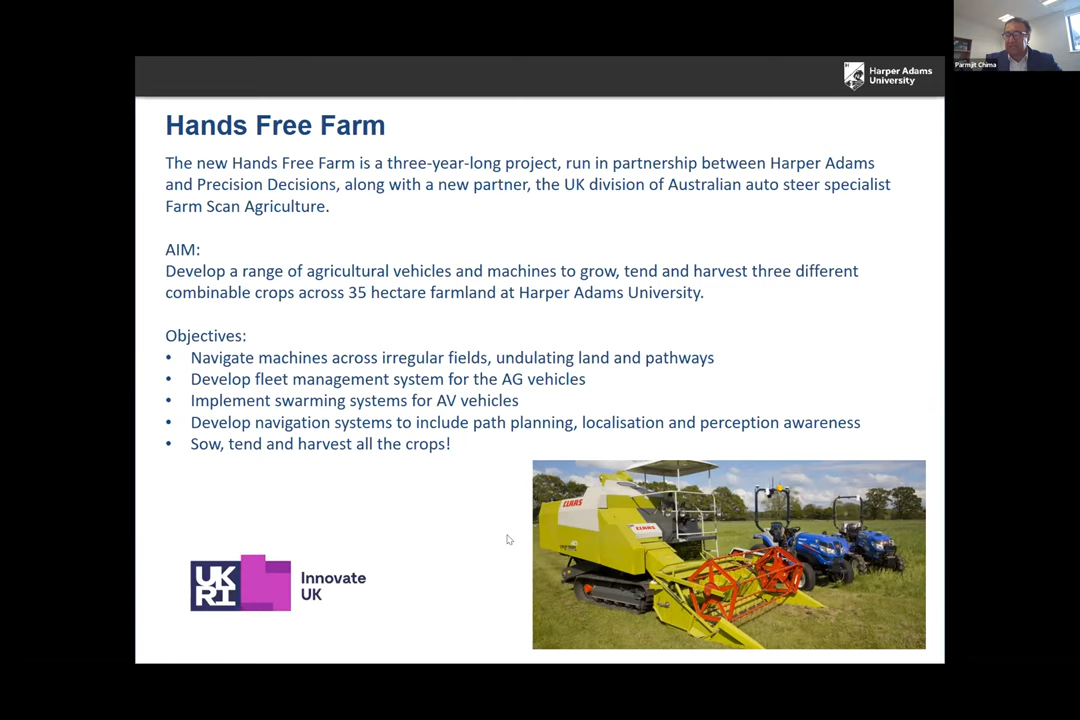 Parmjit Chima
Harper Adams
University
Hands Free Farm
The new Hands Free Farm is a three-year-long project, run in partnership between Harper Adams
and Precision Decisions, along with a new partner, the UK division of Australian auto steer specialist
Farm Scan Agriculture.
AIM:
Develop a range of agricultural vehicles and machines to grow, tend and harvest three different
combinable crops across 35 hectare farmland at Harper Adams University.
Objectives:
• Navigate machines across irregular fields, undulating land and pathways
• Develop fleet management system for the AG vehicles
• Implement swarming systems for AV vehicles
• Develop navigation systems to include path planning, localisation and perception awareness
• Sow, tend and harvest all the crops!
CLAAS
CLAAS
UK
RI
Innovate
UK